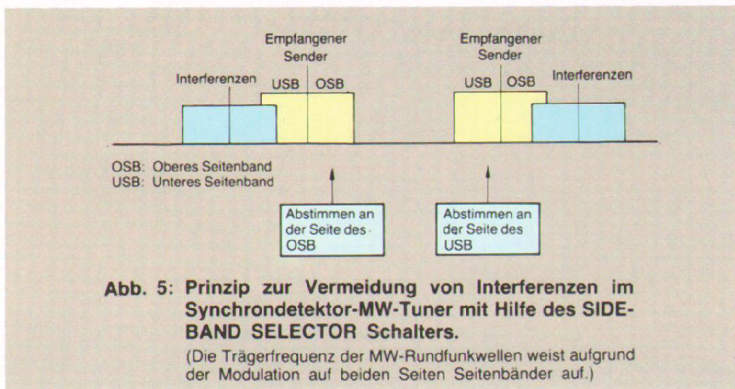 Empfangener
Sender
Interferenzen
USB OSB
Empfangener
Sender
USB OSB
Interferenzen
OSB: Oberes Seitenband
USB: Unteres Seitenband
Abstimmen an
der Seite des
OSB
Abstimmen an
der Seite des
USB
Abb. 5: Prinzip zur Vermeidung von Interferenzen im
Synchrondetektor-MW-Tuner mit Hilfe des SIDE-
BAND SELECTOR Schalters.
(Die Trägerfrequenz der MW-Rundfunkwellen weist aufgrund
der Modulation auf beiden Seiten Seitenbänder auf.)